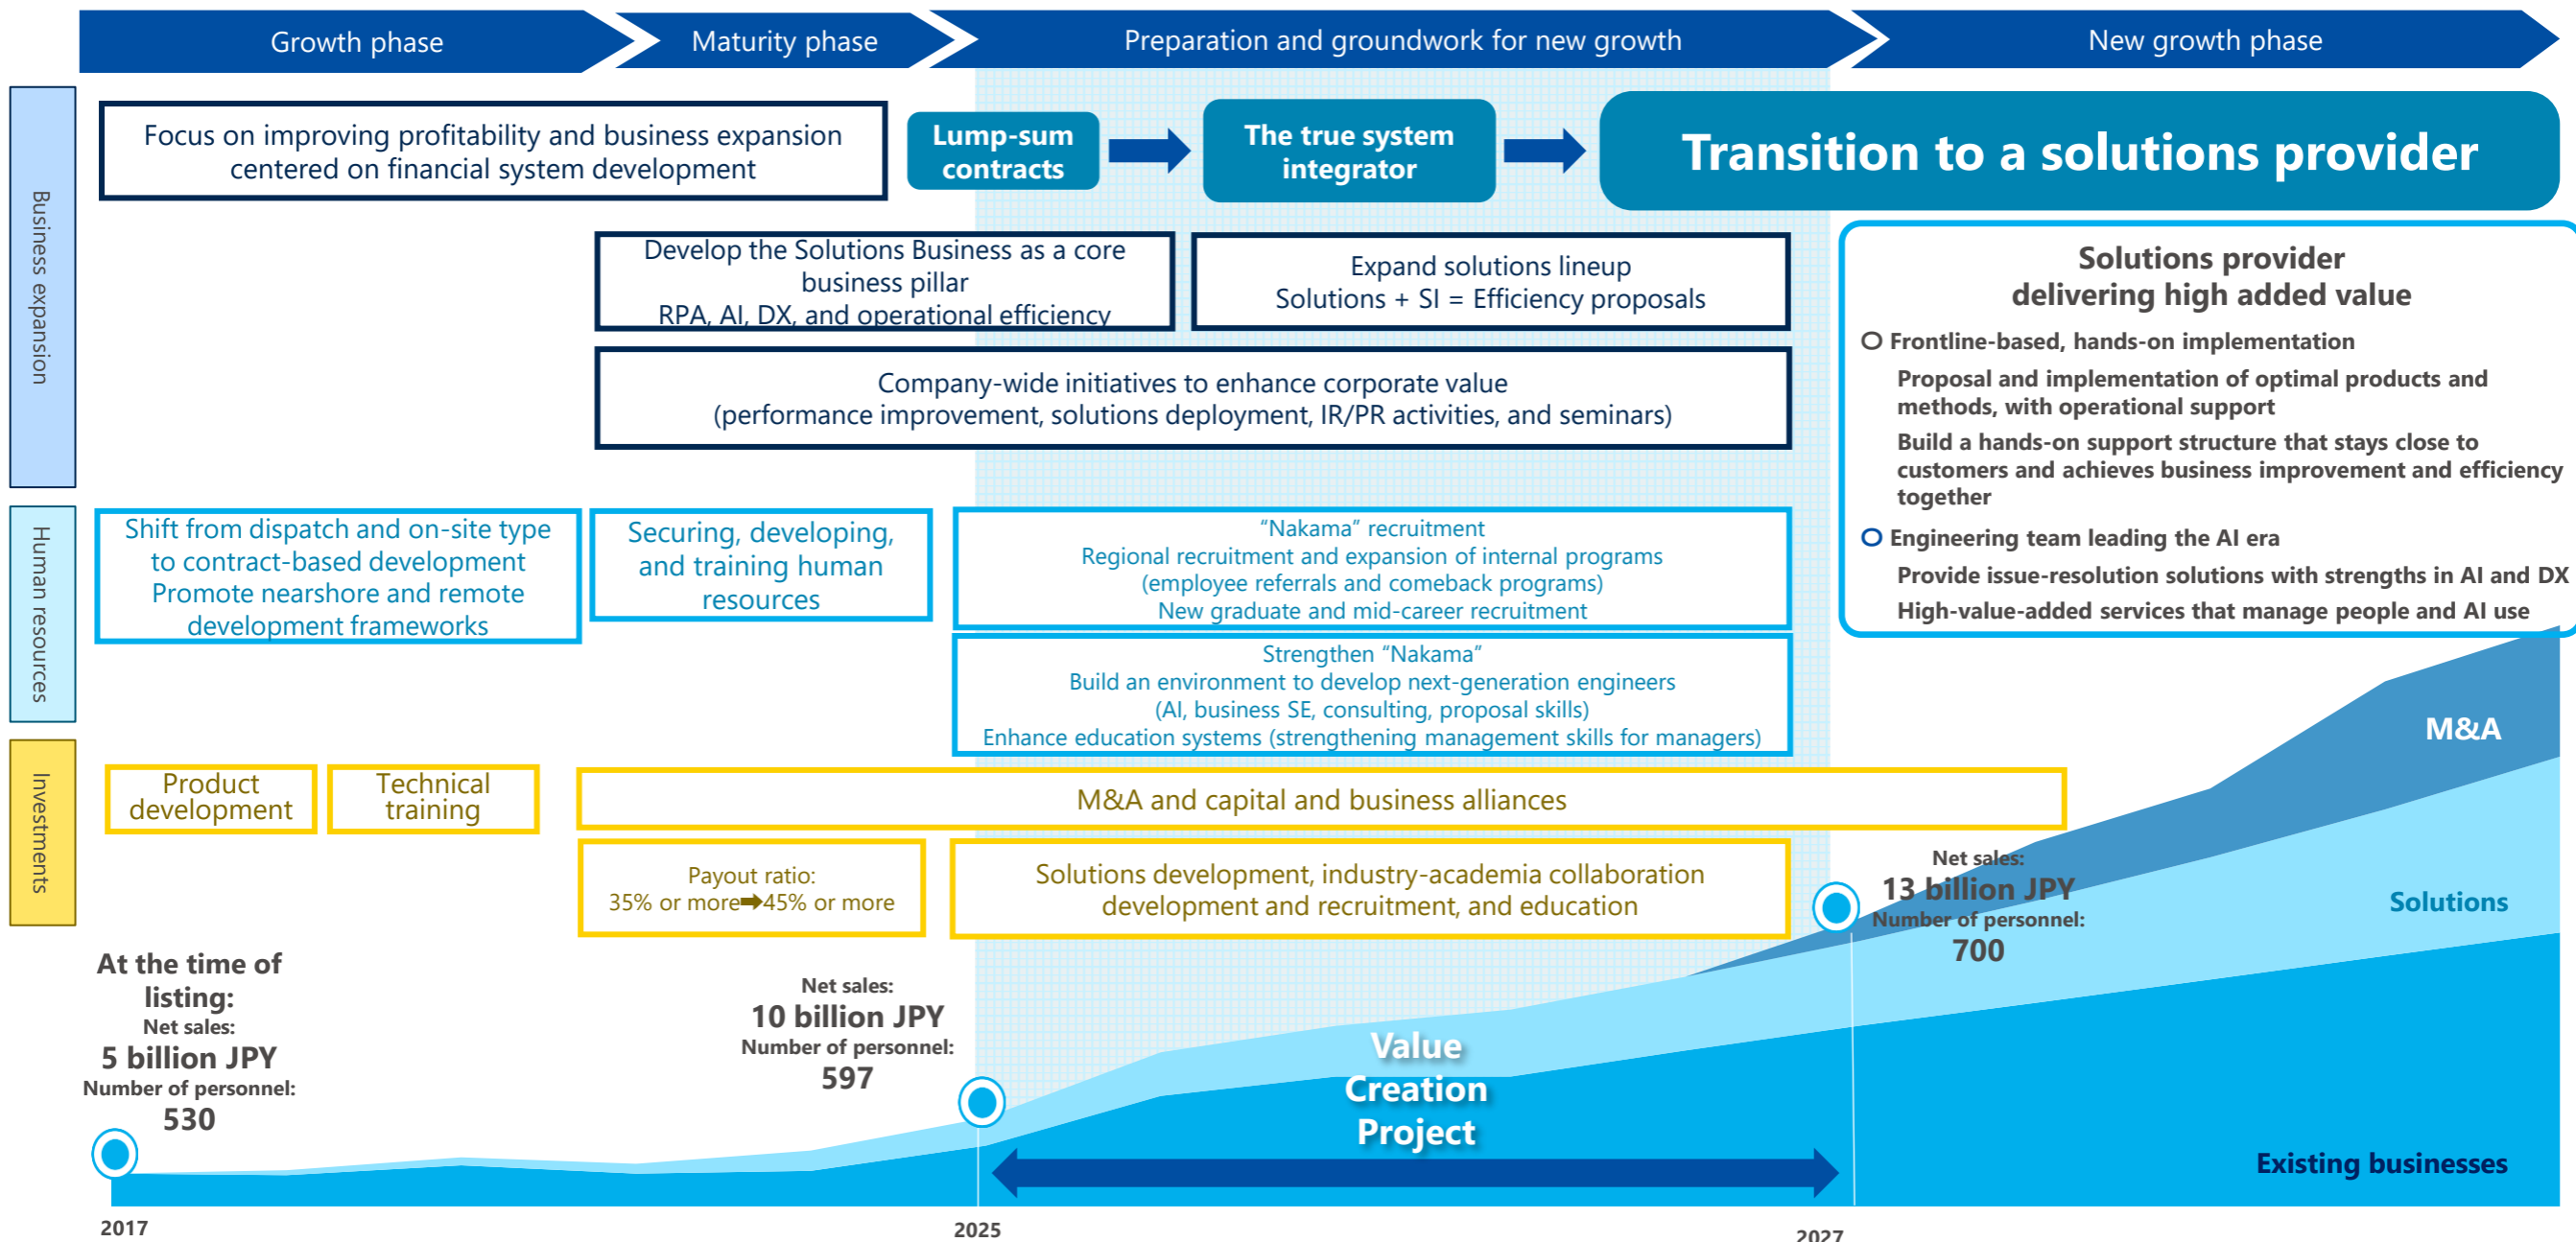 Growth phase
Maturity phase
Preparation and groundwork for new growth
New growth phase
Business expansion
Focus on improving profitability and business expansion
centered on financial system development
Lump-sum
contracts
The true system
integrator
Transition to a solutions provider
Develop the Solutions Business as a core
business pillar
RPA, AI, DX, and operational efficiency
Expand solutions lineup
Solutions + SI = Efficiency proposals
Company-wide initiatives to enhance corporate value
(performance improvement, solutions deployment, IR/PR activities, and seminars)
Solutions provider
delivering high added value
Frontline-based, hands-on implementation
Proposal and implementation of optimal products and
methods, with operational support
Build a hands-on support structure that stays close to
customers and achieves business improvement and efficiency
together
Engineering team leading the AI era
Provide issue-resolution solutions with strengths in AI and DX
High-value-added services that manage people and AI use
Human resources
Shift from dispatch and on-site type
to contract-based development
Promote nearshore and remote
development frameworks
Securing, developing,
and training human
resources
“Nakama” recruitment
Regional recruitment and expansion of internal programs
(employee referrals and comeback programs)
New graduate and mid-career recruitment
Strengthen “Nakama”
Build an environment to develop next-generation engineers
(AI, business SE, consulting, proposal skills)
Enhance education systems (strengthening management skills for managers)
Investments
Product
development
Technical
training
M&A and capital and business alliances
Payout ratio:
35% or more➡45% or more
Solutions development, industry-academia collaboration
development and recruitment, and education
At the time of
listing:
Net sales:
5 billion JPY
Number of personnel:
530
Net sales:
10 billion JPY
Number of personnel:
597
Net sales:
13 billion JPY
Number of personnel:
700
M&A
Solutions
Existing businesses
Value
Creation
Project
2017
2025
2027